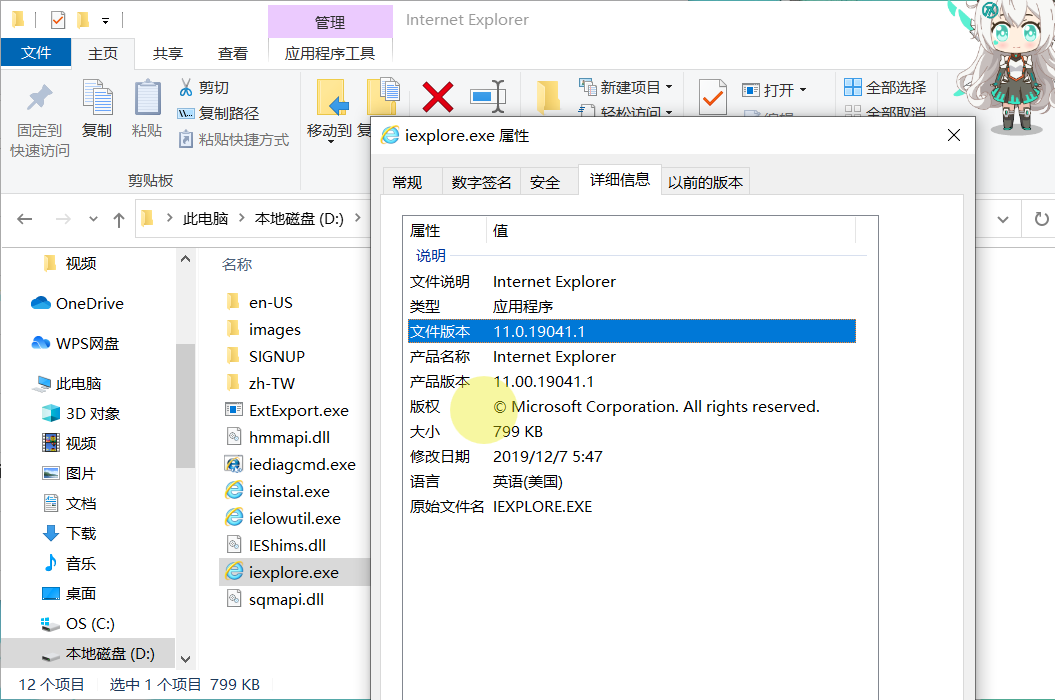 管理
Internet Explorer
文件
主页
共享
查看
应用程序工具
固定到
快速访问
复制
粘贴
剪切
复制路径
粘贴快捷方式
剪贴板
移动到
新建项目
轻松访问
打开
全部选择
全部取消
iexplore.exe 属性
常规
数字签名
安全
详细信息
以前的版本
此电脑
本地磁盘 (D:)
属性 值
说明
文件说明 Internet Explorer
类型 应用程序
文件版本 11.0.19041.1
产品名称 Internet Explorer
产品版本 11.00.19041.1
版权 © Microsoft Corporation. All rights reserved.
大小 799 KB
修改日期 2019/12/7 5:47
语言 英语(美国)
原始文件名 IEXPLORE.EXE
视频
OneDrive
WPS网盘
此电脑
3D 对象
视频
图片
文档
下载
音乐
桌面
OS (C:)
本地磁盘 (D:)
名称
en-US
images
SIGNUP
zh-TW
ExtExport.exe
hmmapi.dll
iediagcmd.exe
ieinstal.exe
ielowutil.exe
IEShims.dll
iexplore.exe
sqmapi.dll
12 个项目
选中 1 个项目 799 KB